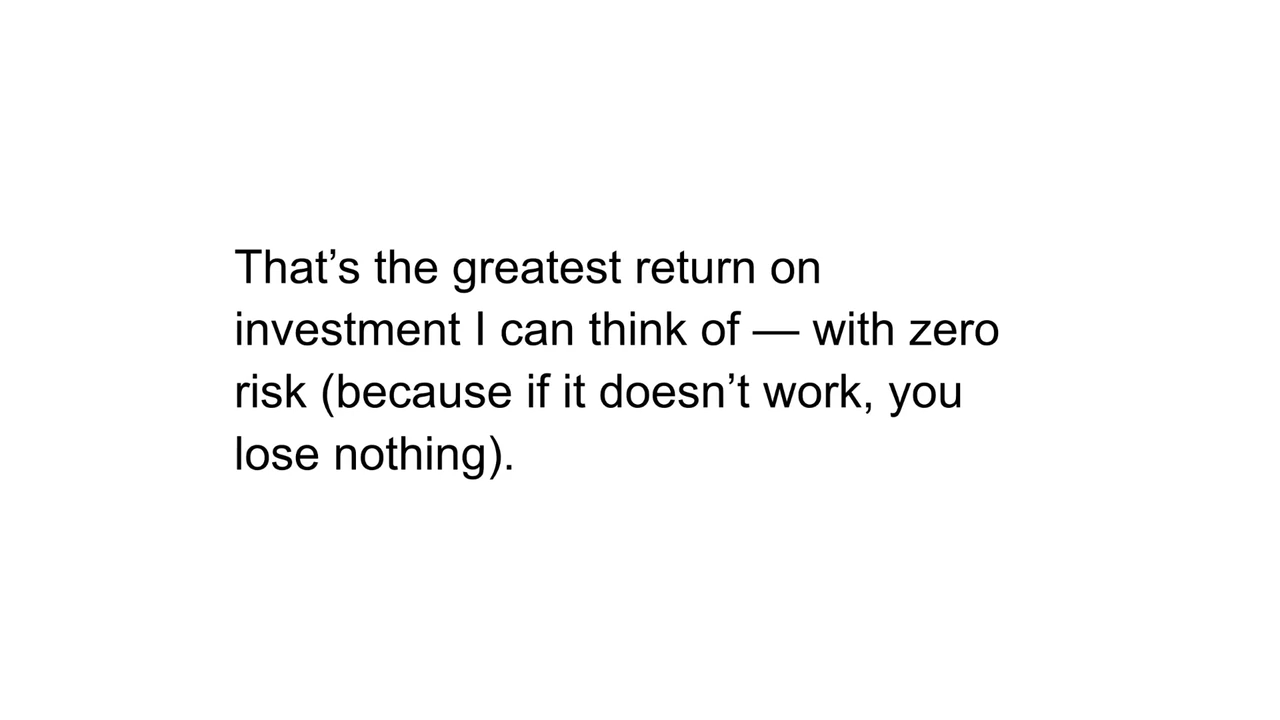 That’s the greatest return on
investment I can think of — with zero
risk (because if it doesn’t work, you
lose nothing).